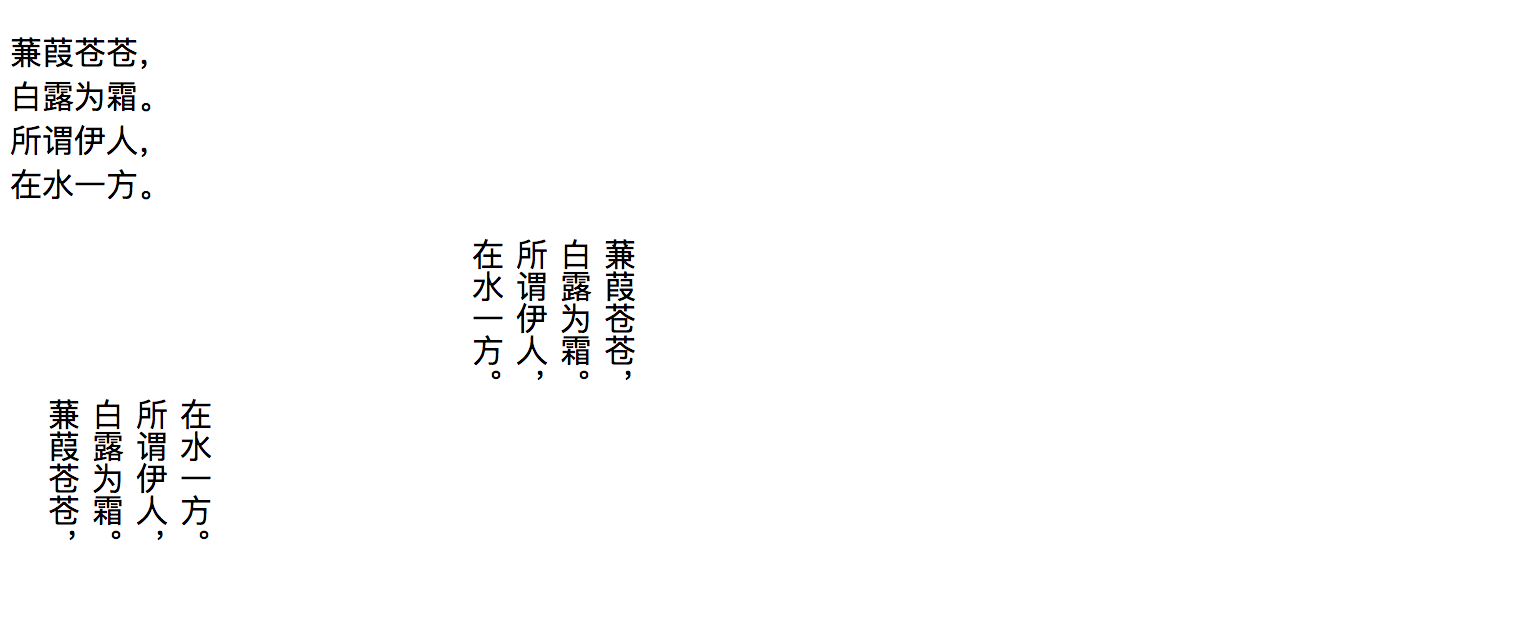 蒹葭苍苍，
白露为霜。
所谓伊人，
在水一方。
蒹葭苍苍，
白露为霜。
所谓伊人，
在水一方。
蒹葭苍苍，
白露为霜。
所谓伊人，
在水一方。